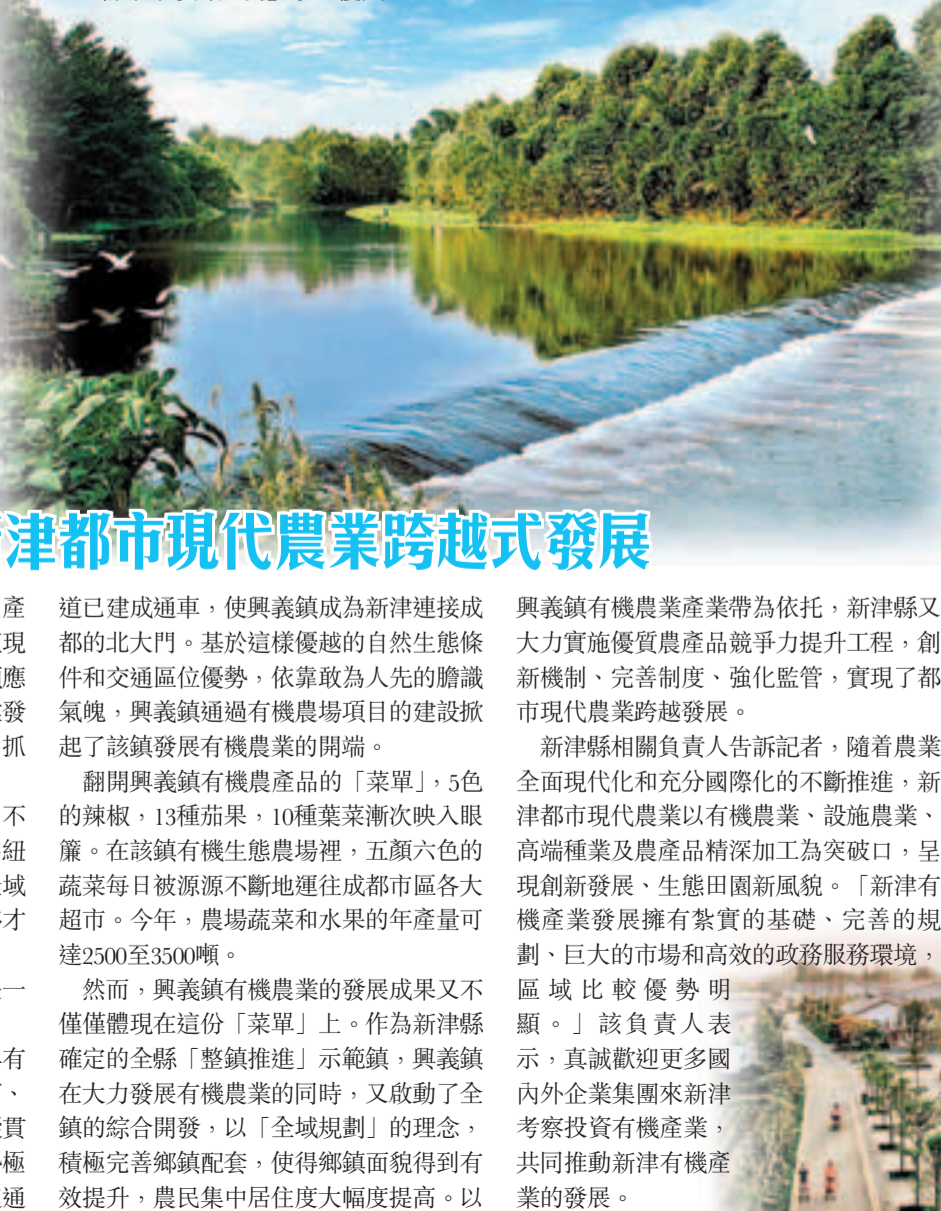 津都市現代農業跨越式發展
產
現
應
發
抓
不
紐
域
才
一
有
、
貫
極
通
道已建成通車，使興義鎮成為新津連接成
都的北大門。基於這樣優越的自然生態條
件和交通區位優勢，依靠敢為人先的膽識
氣魄，興義鎮通過有機農場項目的建設掀
起了該鎮發展有機農業的開端。
翻開興義鎮有機農產品的「菜單」，5色
的辣椒，13種茄果，10種葉菜漸次映入眼
簾。在該鎮有機生態農場裡，五顏六色的
蔬菜每日被源源不斷地運往成都市區各大
超市。今年，農場蔬菜和水果的年產量可
達2500至3500噸。
然而，興義鎮有機農業的發展成果又不
僅僅體現在這份「菜單」上。作為新津縣
確定的全縣「整鎮推進」示範鎮，興義鎮
在大力發展有機農業的同時，又啟動了全
鎮的綜合開發，以「全域規劃」的理念，
積極完善鄉鎮配套，使得鄉鎮面貌得到有
效提升，農民集中居住度大幅度提高。以
興義鎮有機農業產業帶為依托，新津縣又
大力實施優質農產品競爭力提升工程，創
新機制、完善制度、強化監管，實現了都
市現代農業跨越發展。
新津縣相關負責人告訴記者，隨着農業
全面現代化和充分國際化的不斷推進，新
津都市現代農業以有機農業、設施農業、
高端種業及農產品精深加工為突破口，呈
現創新發展、生態田園新風貌。「新津有
機產業發展擁有紮實的基礎、完善的規
劃、巨大的市場和高效的政務服務環境，
區域比較優勢明
顯。」該負責人表
示，真誠歡迎更多國
內外企業集團來新津
考察投資有機產業，
共同推動新津有機產
業的發展。